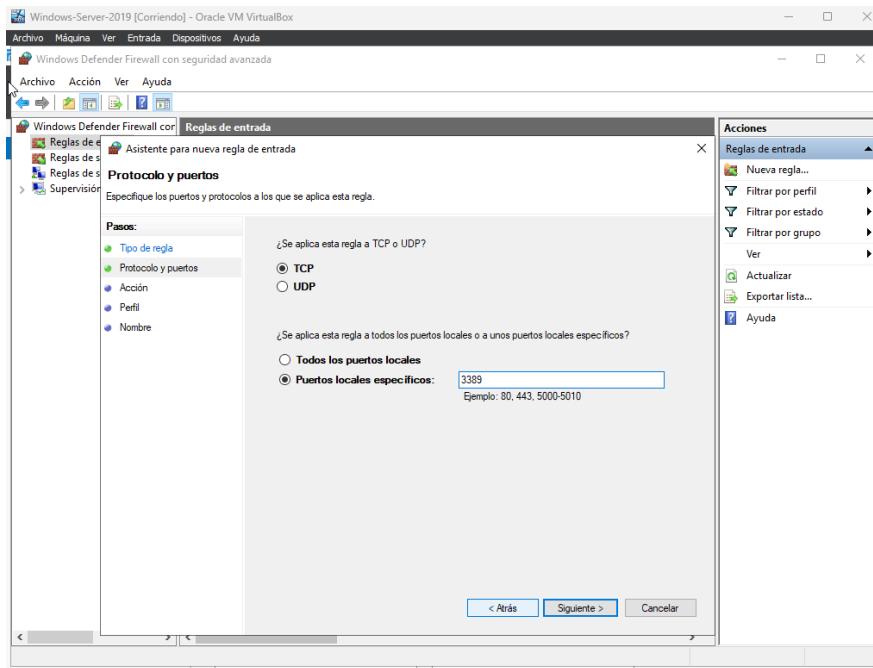 Windows-Server-2019 [Corriendo] - Oracle VM VirtualBox
Archivo Máquina Ver Entrada Dispositivos Ayuda
Windows Defender Firewall con seguridad avanzada
Archivo Acción Ver Ayuda
Windows Defender Firewall cor
Reglas de e
Reglas de s
Reglas de s
Supervisión
Reglas de entrada
Asistente para nueva regla de entrada
Protocolo y puertos
Especifique los puertos y protocolos a los que se aplica esta regla.
Pasos:
Tipo de regla
Protocolo y puertos
Acción
Perfil
Nombre
¿Se aplica esta regla a TCP o UDP?
TCP
UDP
¿Se aplica esta regla a todos los puertos locales o a unos puertos locales específicos?
Todos los puertos locales
Puertos locales específicos:
3389
Ejemplo: 80, 443, 5000-5010
< Atrás
Siguiente >
Cancelar
Acciones
Reglas de entrada
Nueva regla...
Filtrar por perfil
Filtrar por estado
Filtrar por grupo
Ver
Actualizar
Exportar lista...
Ayuda